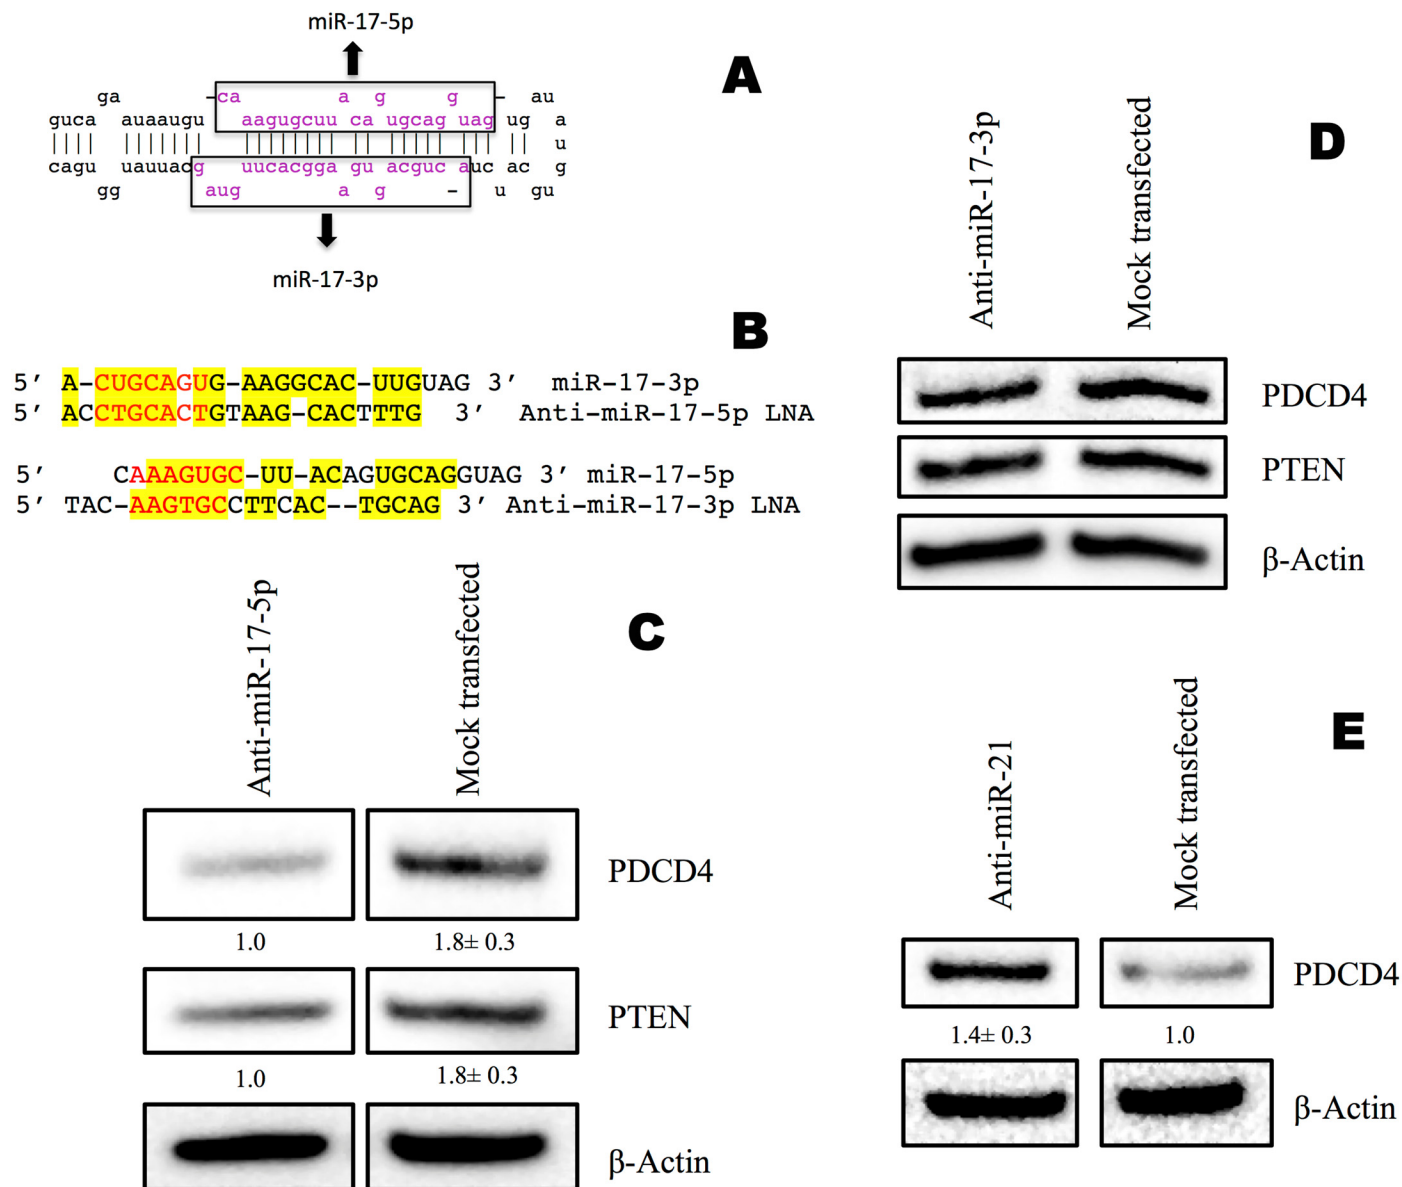 miR-17-5p
A
ga -ca a g g - au
guca auaaugu aagugcuu ca ugcag uag ug a
u
cagu uauuacg uucacgga gu acguc auc ac g
gg aug a g - u gu
miR-17-3p
B
5′ A-CUGCAGUG-AAGGCAC-UUGUAG 3′ miR-17-3p
5′ ACCTGCACTGTAAG-CACTTTG 3′ Anti-miR-17-5p LNA
5′ CAAAGUGC-UU-ACAGUGCAGGUAG 3′ miR-17-5p
5′ TAC-AAGTGCCTTCAC--TGCAG 3′ Anti-miR-17-3p LNA
C
Anti-miR-17-5p
Mock transfected
PDCD4
1.0 1.8± 0.3
PTEN
1.0 1.8± 0.3
β-Actin
D
Anti-miR-17-3p
Mock transfected
PDCD4
PTEN
β-Actin
E
Anti-miR-21
Mock transfected
PDCD4
1.4± 0.3 1.0
β-Actin